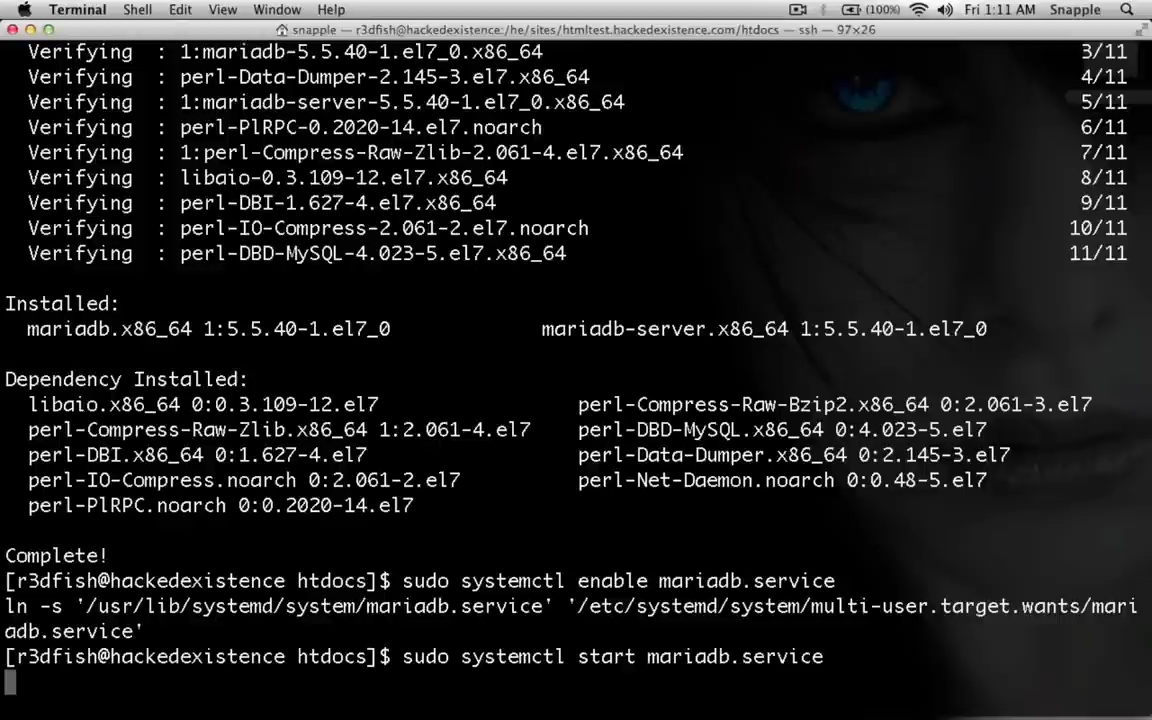 Terminal Shell Edit View Window Help (100%) Fri 1:11 AM Snapple
snapple — r3dfish@hackedexistence:/he/sites/htmltest.hackedexistence.com/htdocs — ssh — 97×26
Verifying : 1:mariadb-5.5.40-1.el7_0.x86_64 3/11
Verifying : perl-Data-Dumper-2.145-3.el7.x86_64 4/11
Verifying : 1:mariadb-server-5.5.40-1.el7_0.x86_64 5/11
Verifying : perl-PlRPC-0.2020-14.el7.noarch 6/11
Verifying : 1:perl-Compress-Raw-Zlib-2.061-4.el7.x86_64 7/11
Verifying : libaio-0.3.109-12.el7.x86_64 8/11
Verifying : perl-DBI-1.627-4.el7.x86_64 9/11
Verifying : perl-IO-Compress-2.061-2.el7.noarch 10/11
Verifying : perl-DBD-MySQL-4.023-5.el7.x86_64 11/11
Installed:
mariadb.x86_64 1:5.5.40-1.el7_0 mariadb-server.x86_64 1:5.5.40-1.el7_0
Dependency Installed:
libaio.x86_64 0:0.3.109-12.el7 perl-Compress-Raw-Bzip2.x86_64 0:2.061-3.el7
perl-Compress-Raw-Zlib.x86_64 1:2.061-4.el7 perl-DBD-MySQL.x86_64 0:4.023-5.el7
perl-DBI.x86_64 0:1.627-4.el7 perl-Data-Dumper.x86_64 0:2.145-3.el7
perl-IO-Compress.noarch 0:2.061-2.el7 perl-Net-Daemon.noarch 0:0.48-5.el7
perl-PlRPC.noarch 0:0.2020-14.el7
Complete!
[r3dfish@hackedexistence htdocs]$ sudo systemctl enable mariadb.service
ln -s '/usr/lib/systemd/system/mariadb.service' '/etc/systemd/system/multi-user.target.wants/mari
adb.service'
[r3dfish@hackedexistence htdocs]$ sudo systemctl start mariadb.service